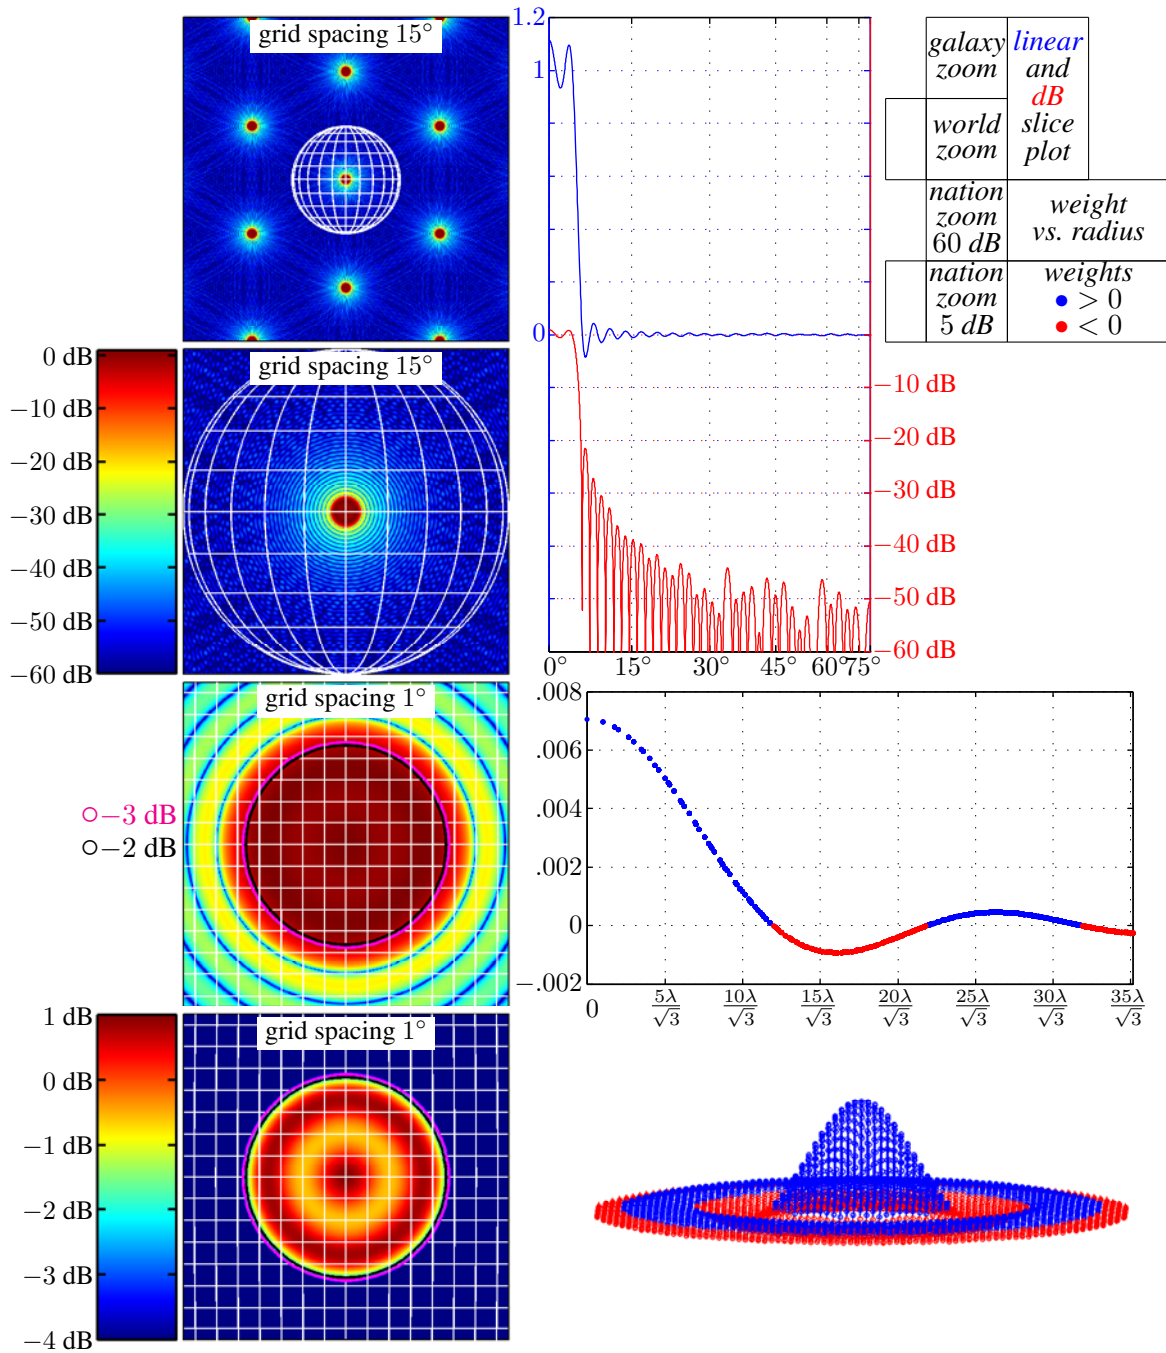 grid spacing 15°
1.2
1
0
−10 dB
−20 dB
−30 dB
−40 dB
−50 dB
−60 dB
0° 15° 30° 45° 60° 75°
galaxy zoom
linear and dB slice plot
world zoom
nation zoom 60 dB
weight vs. radius
nation zoom 5 dB
weights
> 0
< 0
grid spacing 15°
0 dB
−10 dB
−20 dB
−30 dB
−40 dB
−50 dB
−60 dB
grid spacing 1°
−3 dB
−2 dB
.008
.006
.004
.002
0
−.002
0 5λ/√3 10λ/√3 15λ/√3 20λ/√3 25λ/√3 30λ/√3 35λ/√3
grid spacing 1°
1 dB
0 dB
−1 dB
−2 dB
−3 dB
−4 dB